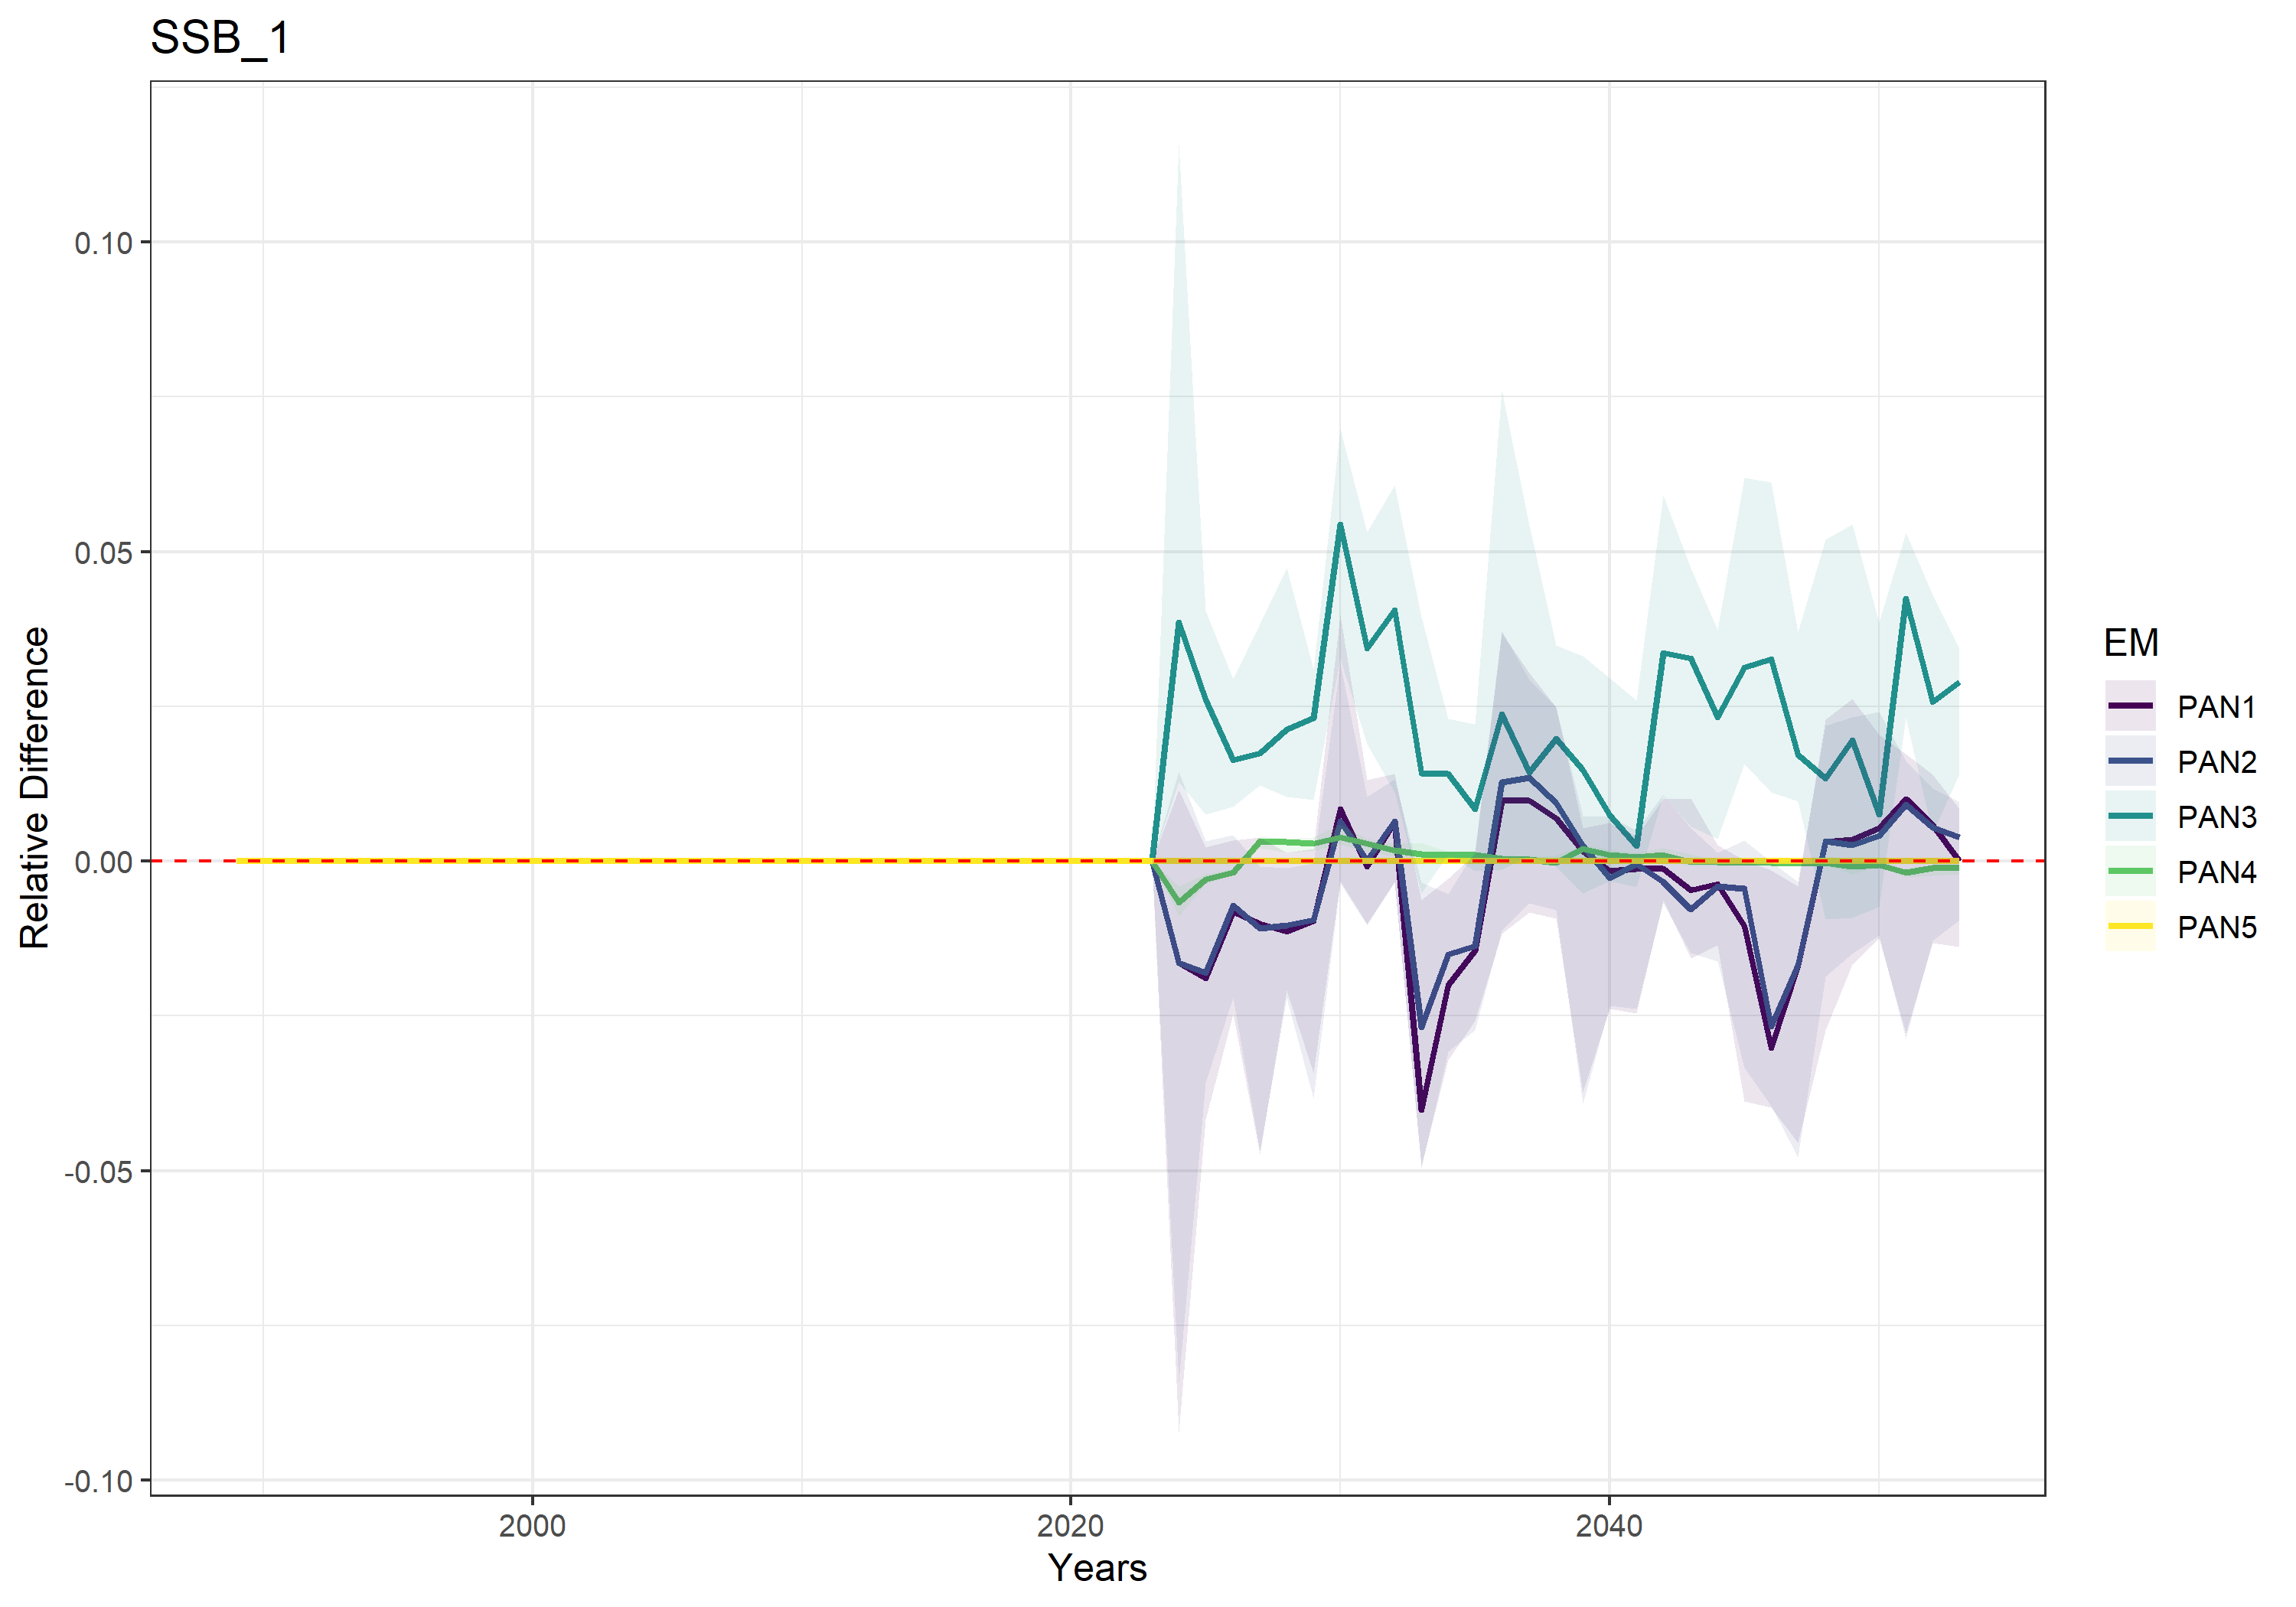 SSB_1
0.10
0.05
0.00
-0.05
-0.10
Relative Difference
2000
2020
2040
Years
EM
PAN1
PAN2
PAN3
PAN4
PAN5